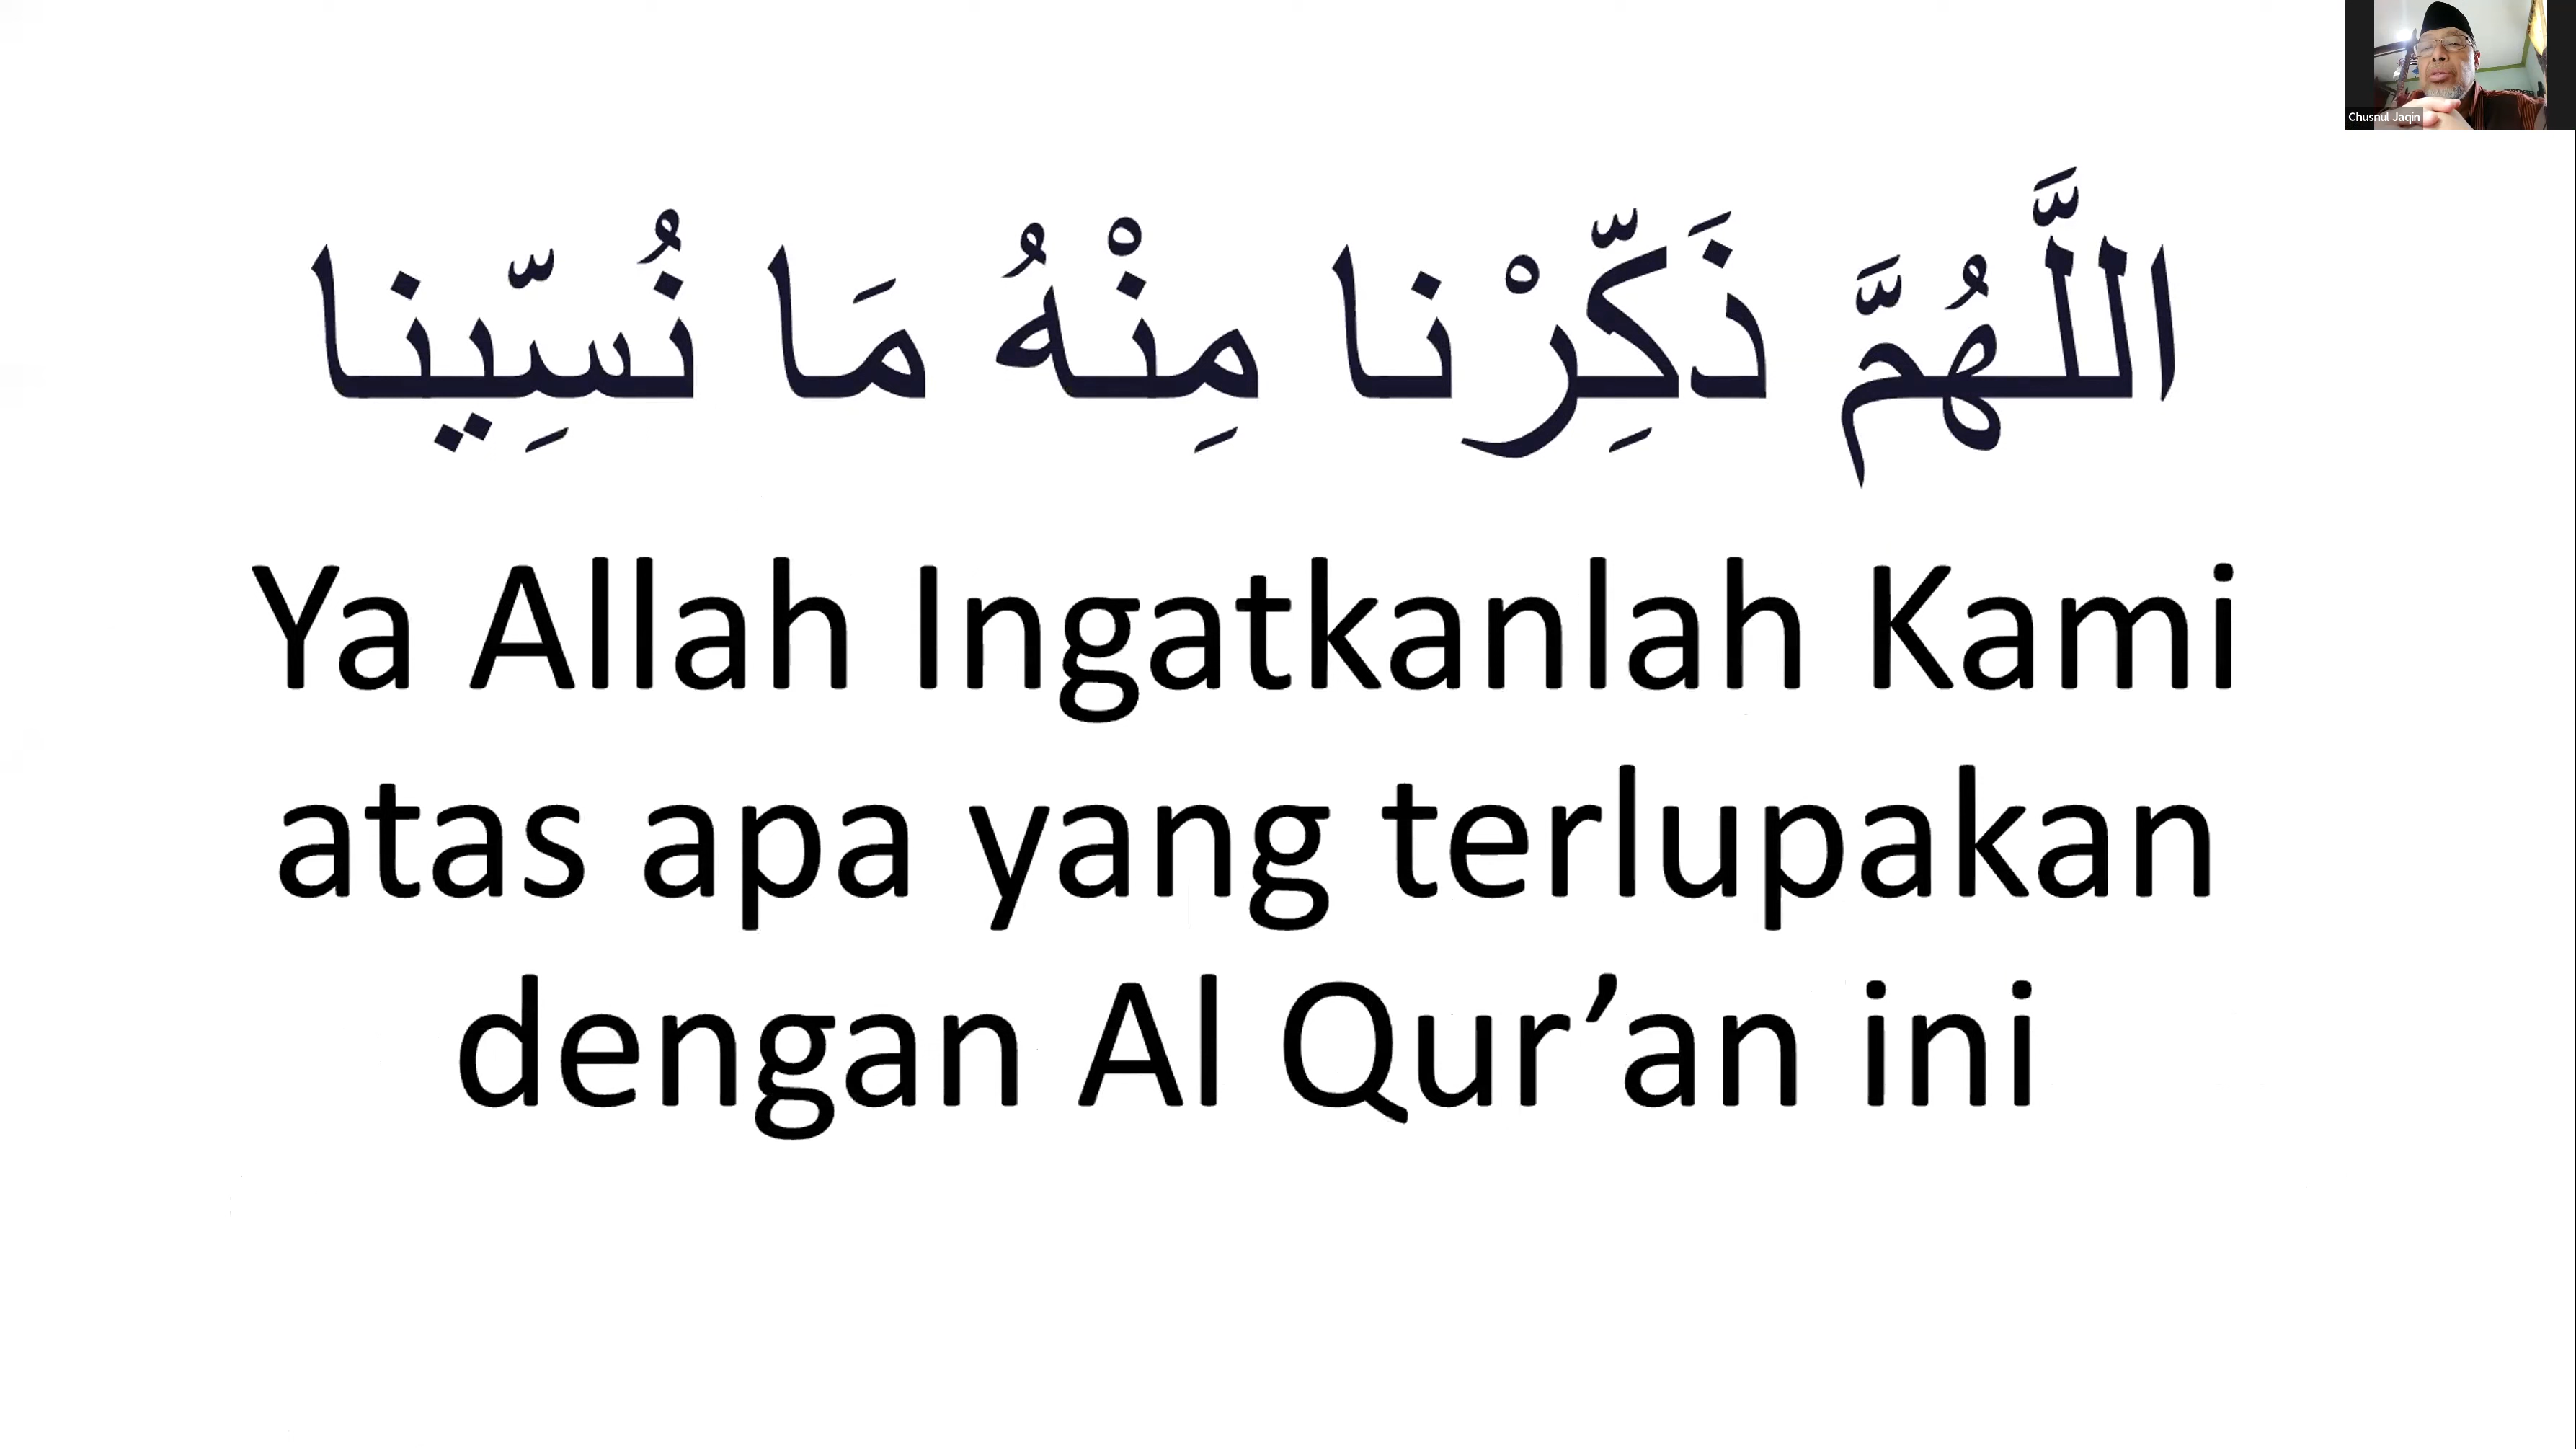 Chusnul Jaqin
اللَّهُمَّ ذَكِّرْنا مِنْهُ مَا نُسِّينا
Ya Allah Ingatkanlah Kami
atas apa yang terlupakan
dengan Al Qur’an ini